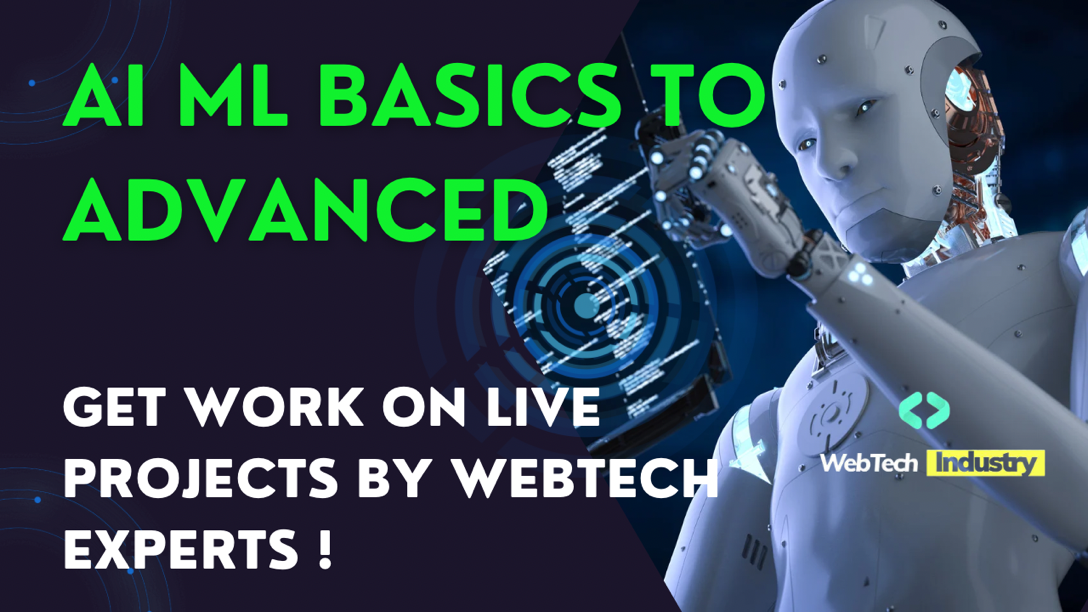 AI ML BASICS TO
ADVANCED
GET WORK ON LIVE
PROJECTS BY WEBTECH
EXPERTS !
WebTech Industry